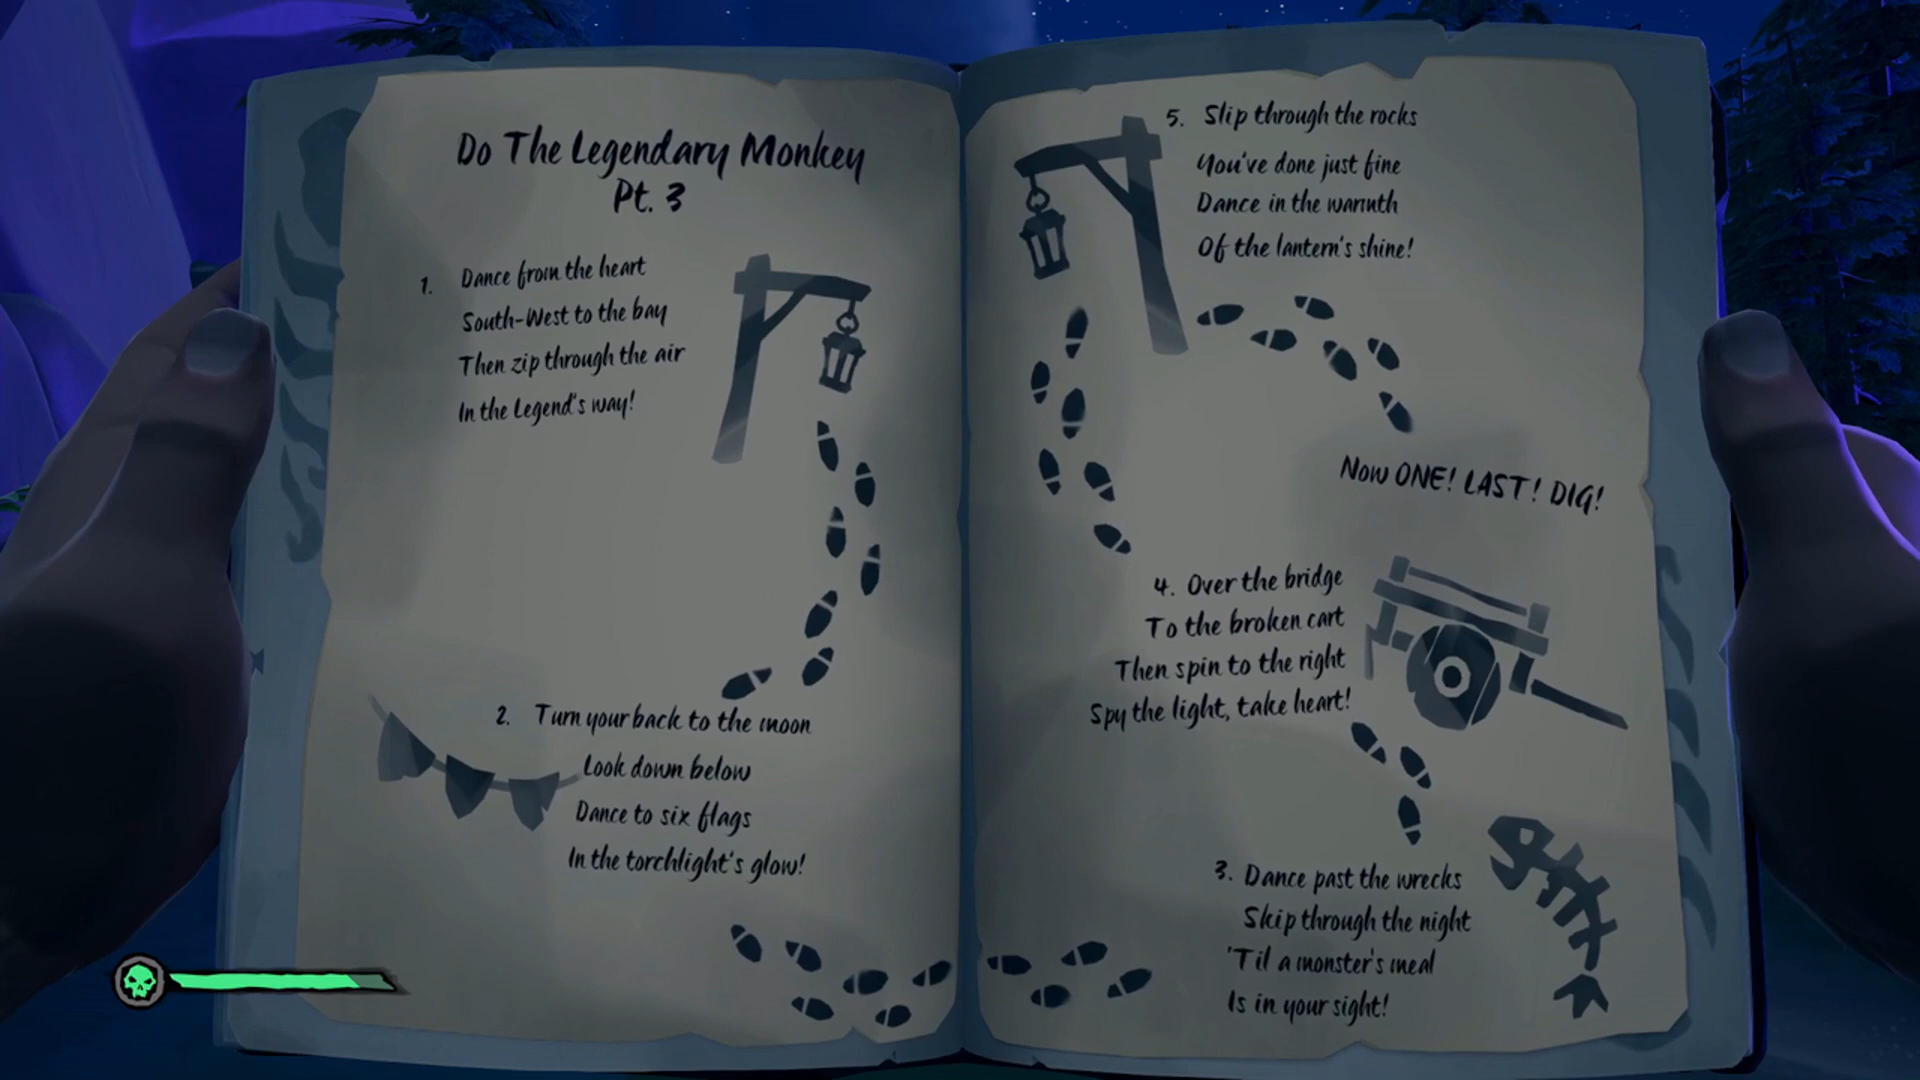 Do The Legendary Monkey
Pt. 3
1. Dance from the heart
South-West to the bay
Then zip through the air
In the Legend's way!
2. Turn your back to the moon
Look down below
Dance to six flags
In the torchlight's glow!
3. Dance past the wrecks
Skip through the night
'Til a monster's meal
Is in your sight!
4. Over the bridge
To the broken cart
Then spin to the right
Spy the light, take heart!
5. Slip through the rocks
You've done just fine
Dance in the warmth
Of the lantern's shine!
Now ONE! LAST! DIG!